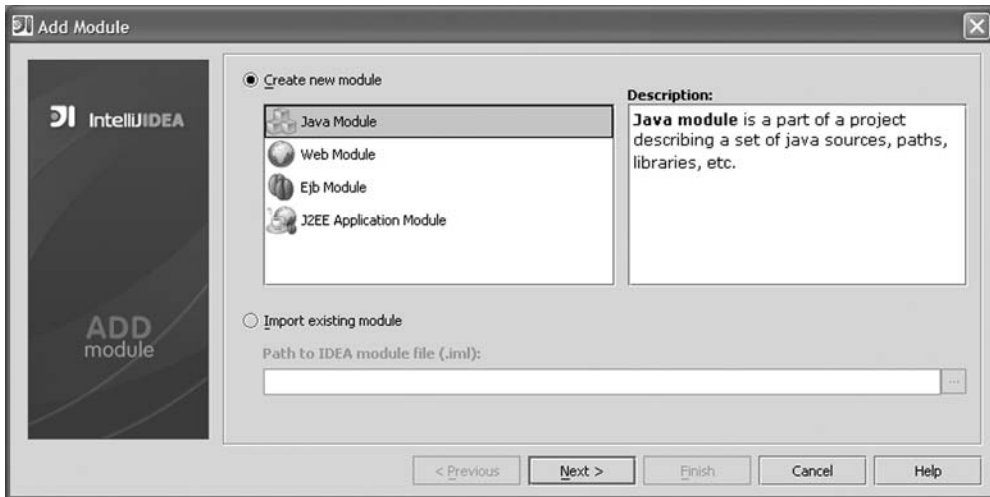 Add Module
IntelliJIDEA
ADD
module
Create new module
Java Module
Web Module
Ejb Module
J2EE Application Module
Description:
Java module is a part of a project
describing a set of java sources, paths,
libraries, etc.
Import existing module
Path to IDEA module file (.iml):
...
< Previous
Next >
Finish
Cancel
Help